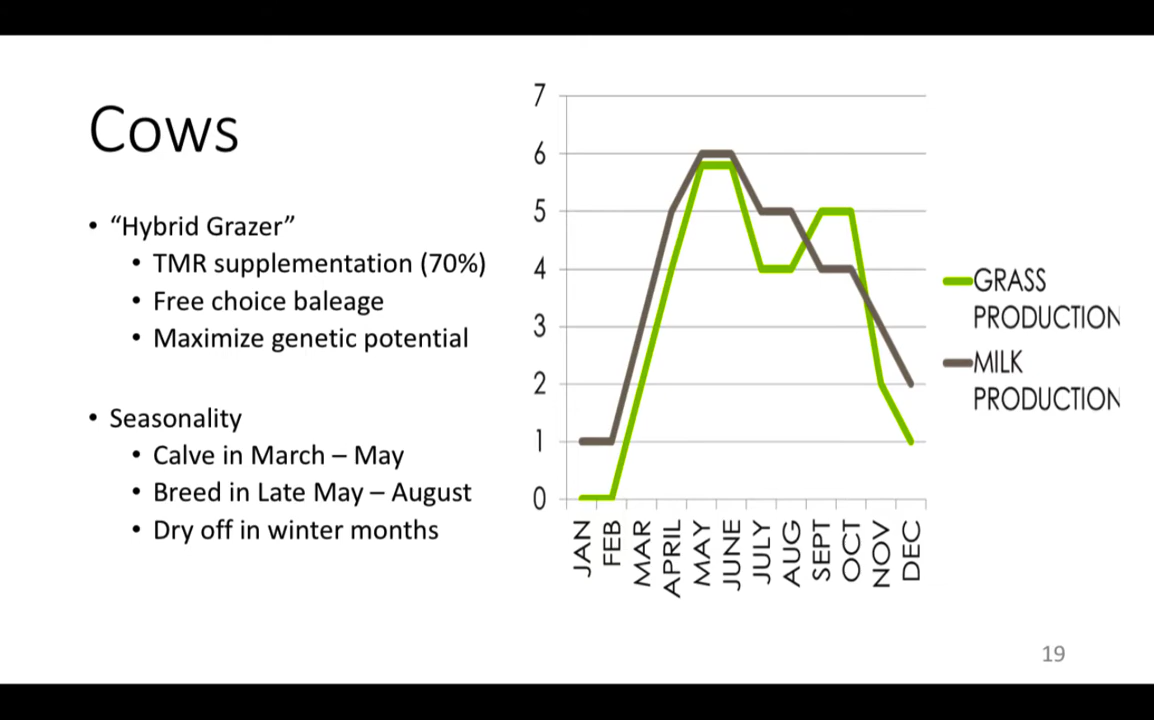 Cows
• “Hybrid Grazer”
• TMR supplementation (70%)
• Free choice baleage
• Maximize genetic potential
• Seasonality
• Calve in March – May
• Breed in Late May – August
• Dry off in winter months
7
6
5
4
3
2
1
0
JAN
FEB
MAR
APRIL
MAY
JUNE
JULY
AUG
SEPT
OCT
NOV
DEC
GRASS
PRODUCTION
MILK
PRODUCTION
19